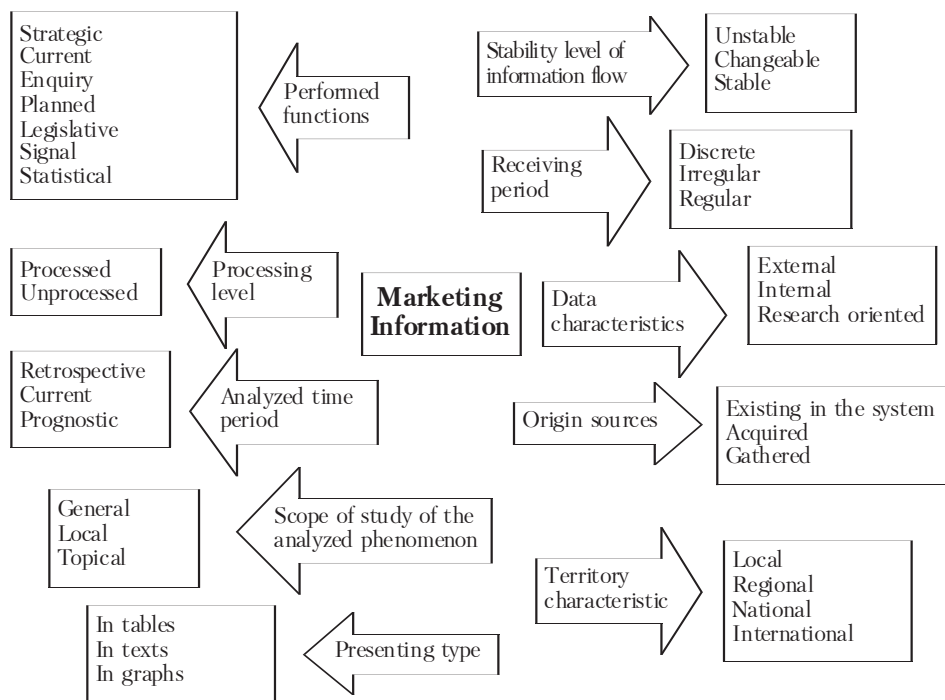 Strategic
Current
Enquiry
Planned
Legislative
Signal
Statistical
Performed
functions
Stability level of
information flow
Unstable
Changeable
Stable
Receiving
period
Discrete
Irregular
Regular
Processed
Unprocessed
Processing
level
Marketing
Information
Data
characteristics
External
Internal
Research oriented
Retrospective
Current
Prognostic
Analyzed time
period
Origin sources
Existing in the system
Acquired
Gathered
General
Local
Topical
Scope of study of the
analyzed phenomenon
Territory
characteristic
Local
Regional
National
International
In tables
In texts
In graphs
Presenting type